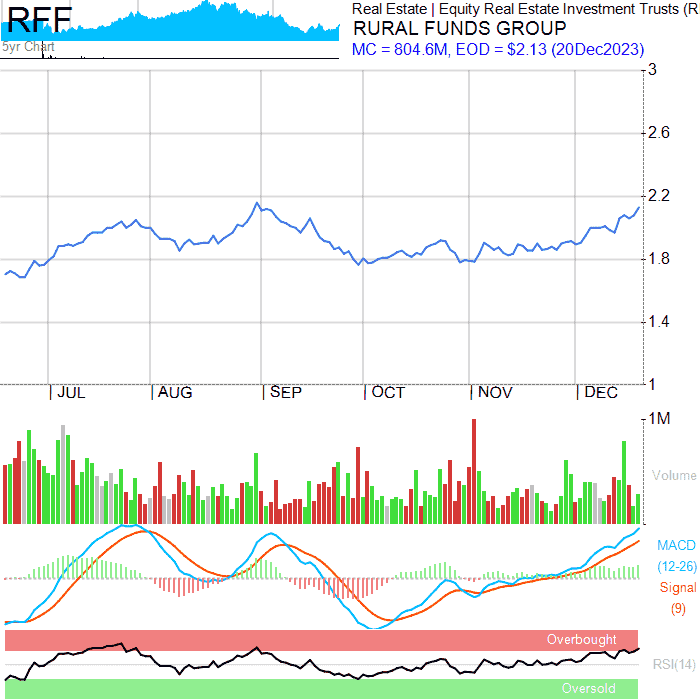 RFF
5yr Chart
Real Estate | Equity Real Estate Investment Trusts (R
RURAL FUNDS GROUP
MC = 804.6M, EOD = $2.13 (20Dec2023)
3
2.6
2.2
1.8
1.4
1
JUL AUG SEP OCT NOV DEC
1M
Volume
MACD
(12-26)
Signal
(9)
Overbought
RSI(14)
Oversold